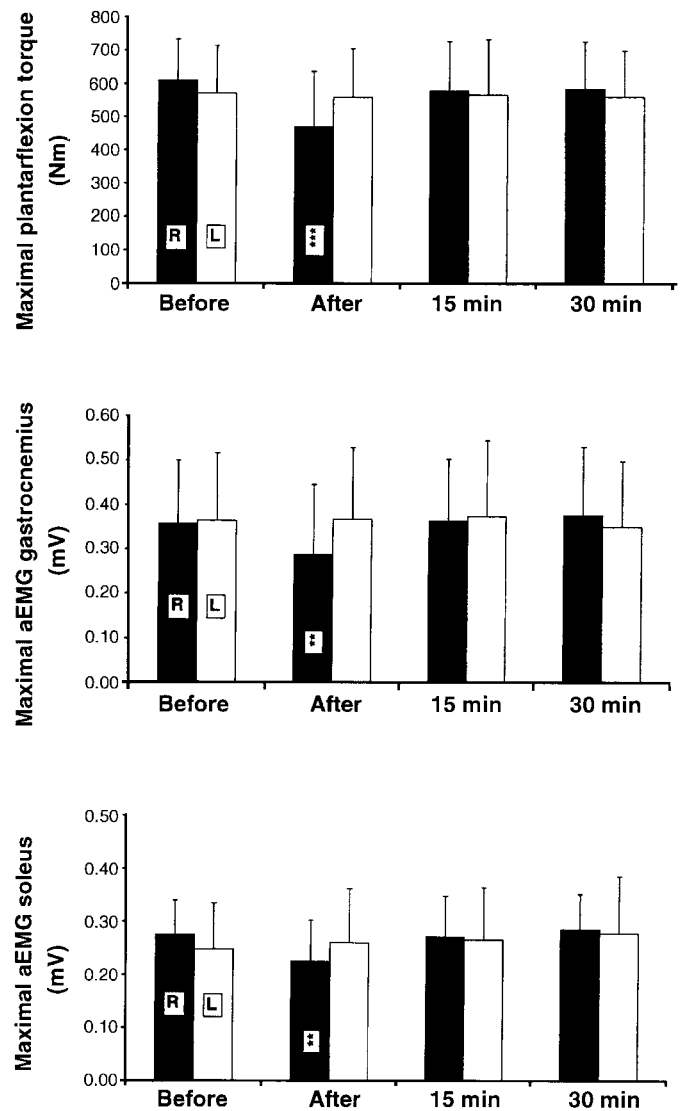 Maximal plantarflexion torque
(Nm)
800
700
600
500
400
300
200
100
0
R
L
***
Before
After
15 min
30 min
Maximal aEMG gastrocnemius
(mV)
0.60
0.50
0.40
0.30
0.20
0.10
0.00
R
L
**
Before
After
15 min
30 min
Maximal aEMG soleus
(mV)
0.50
0.40
0.30
0.20
0.10
0.00
R
L
**
Before
After
15 min
30 min